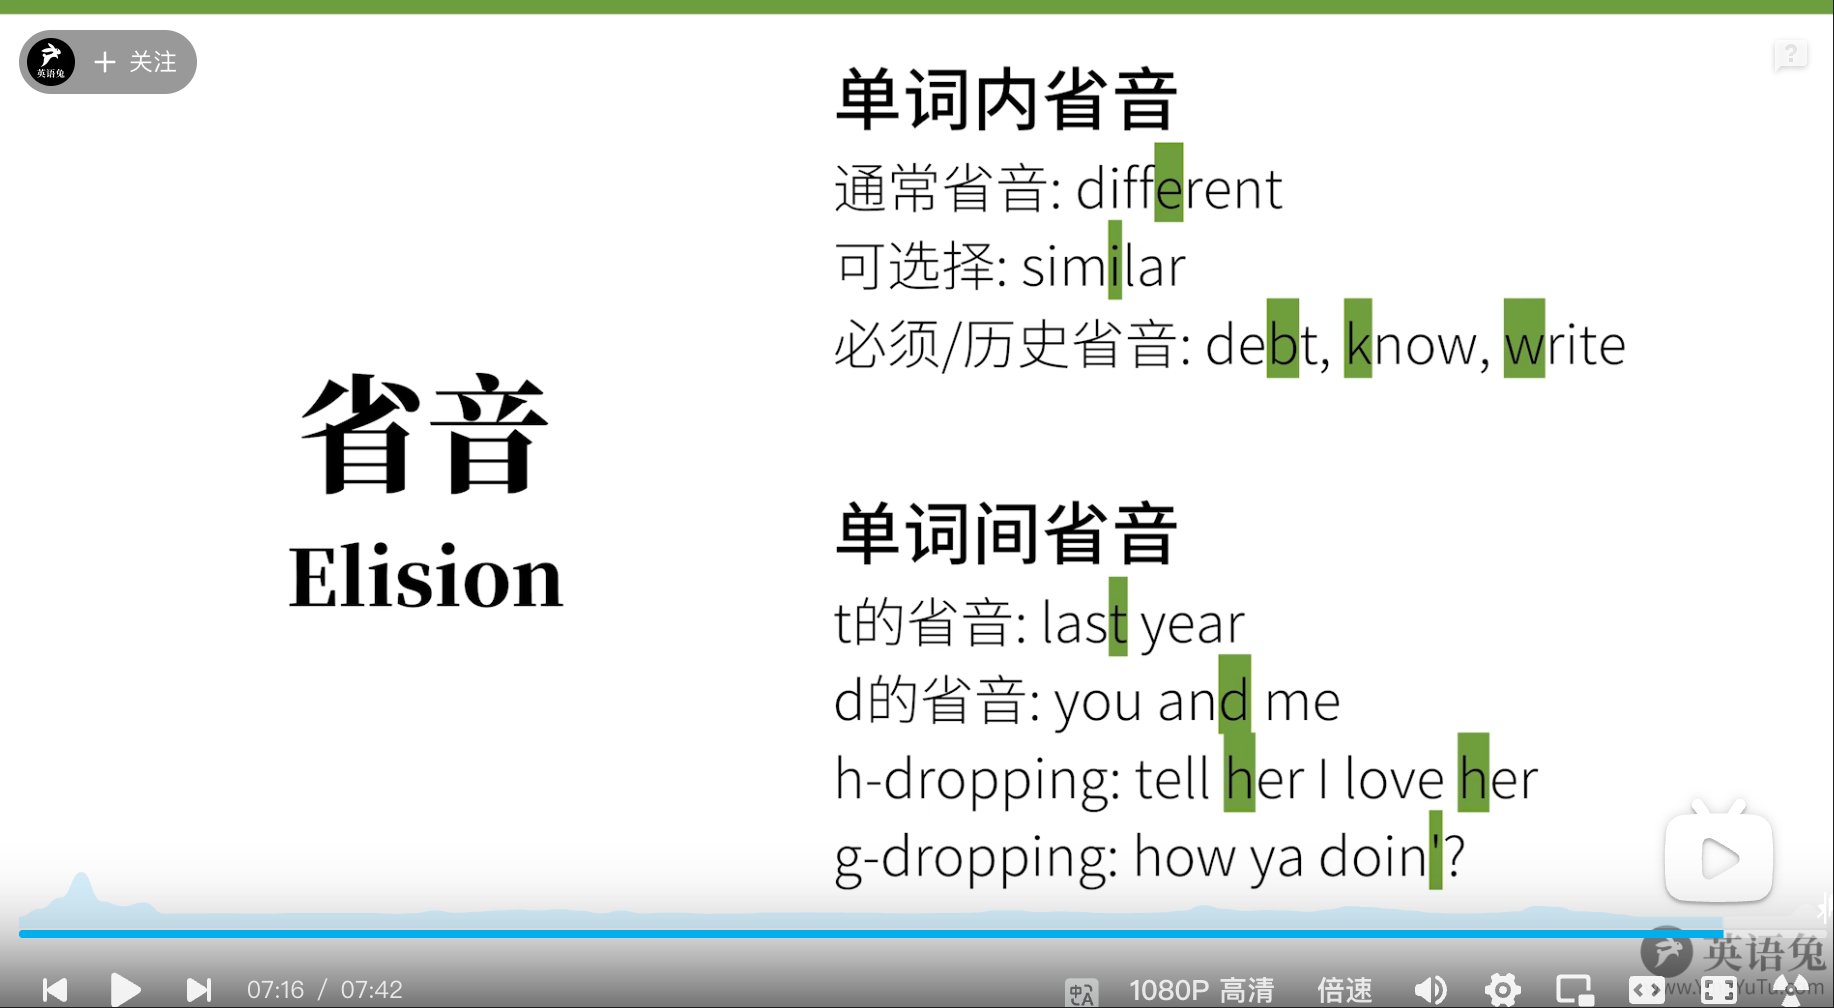 英语兔
+ 关注
单词内省音
通常省音: different
可选择: similar
必须/历史省音: debt, know, write
省音
Elision
单词间省音
t的省音: last year
d的省音: you and me
h-dropping: tell her I love her
g-dropping: how ya doin'?
英语兔
07:16 / 07:42
1080P 高清
倍速